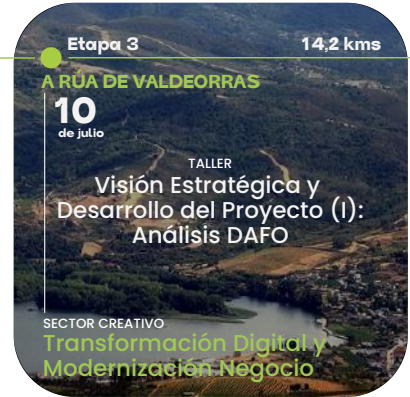 Etapa 3
14,2 kms
A RÚA DE VALDEORRAS
10
de julio
TALLER
Visión Estratégica y
Desarrollo del Proyecto (I):
Análisis DAFO
SECTOR CREATIVO
Transformación Digital y
Modernización Negocio